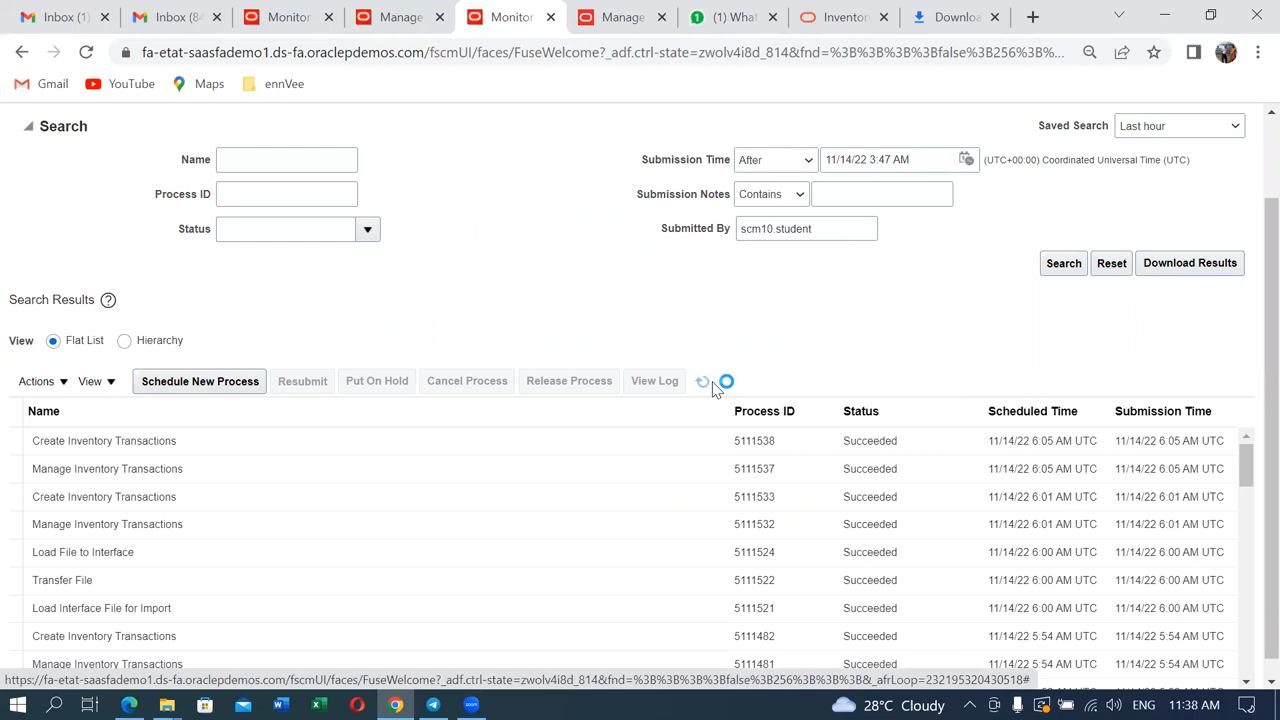 Inbox (1)
Inbox (84
Monitor
Manage
Monitor
Manage
(1) What
Inventor
Downloa
fa-etat-saasfademo1.ds-fa.oraclepdemos.com/fscmUI/faces/FuseWelcome?_adf.ctrl-state=zwolv4i8d_814&fnd=%3B%3B%3B%3Bfalse%3B256%3B%3B%...
Gmail YouTube Maps ennVee
Search
Saved Search Last hour
Name
Submission Time After 11/14/22 3:47 AM (UTC+00:00) Coordinated Universal Time (UTC)
Process ID
Submission Notes Contains
Status
Submitted By scm10.student
Search Reset Download Results
Search Results ?
View Flat List Hierarchy
Actions View Schedule New Process Resubmit Put On Hold Cancel Process Release Process View Log
Name Process ID Status Scheduled Time Submission Time
Create Inventory Transactions 5111538 Succeeded 11/14/22 6:05 AM UTC 11/14/22 6:05 AM UTC
Manage Inventory Transactions 5111537 Succeeded 11/14/22 6:05 AM UTC 11/14/22 6:05 AM UTC
Create Inventory Transactions 5111533 Succeeded 11/14/22 6:01 AM UTC 11/14/22 6:01 AM UTC
Manage Inventory Transactions 5111532 Succeeded 11/14/22 6:01 AM UTC 11/14/22 6:01 AM UTC
Load File to Interface 5111524 Succeeded 11/14/22 6:00 AM UTC 11/14/22 6:00 AM UTC
Transfer File 5111522 Succeeded 11/14/22 6:00 AM UTC 11/14/22 6:00 AM UTC
Load Interface File for Import 5111521 Succeeded 11/14/22 6:00 AM UTC 11/14/22 6:00 AM UTC
Create Inventory Transactions 5111482 Succeeded 11/14/22 5:54 AM UTC 11/14/22 5:54 AM UTC
Manage Inventory Transactions 5111481 Succeeded 11/14/22 5:54 AM UTC 11/14/22 5:54 AM UTC
https://fa-etat-saasfademo1.ds-fa.oraclepdemos.com/fscmUI/faces/FuseWelcome?_adf.ctrl-state=zwolv4i8d_814&fnd=%3B%3B%3B%3Bfalse%3B256%3B%3B%3B&_afrLoop=232195320430518#
28°C Cloudy ENG 11:38 AM